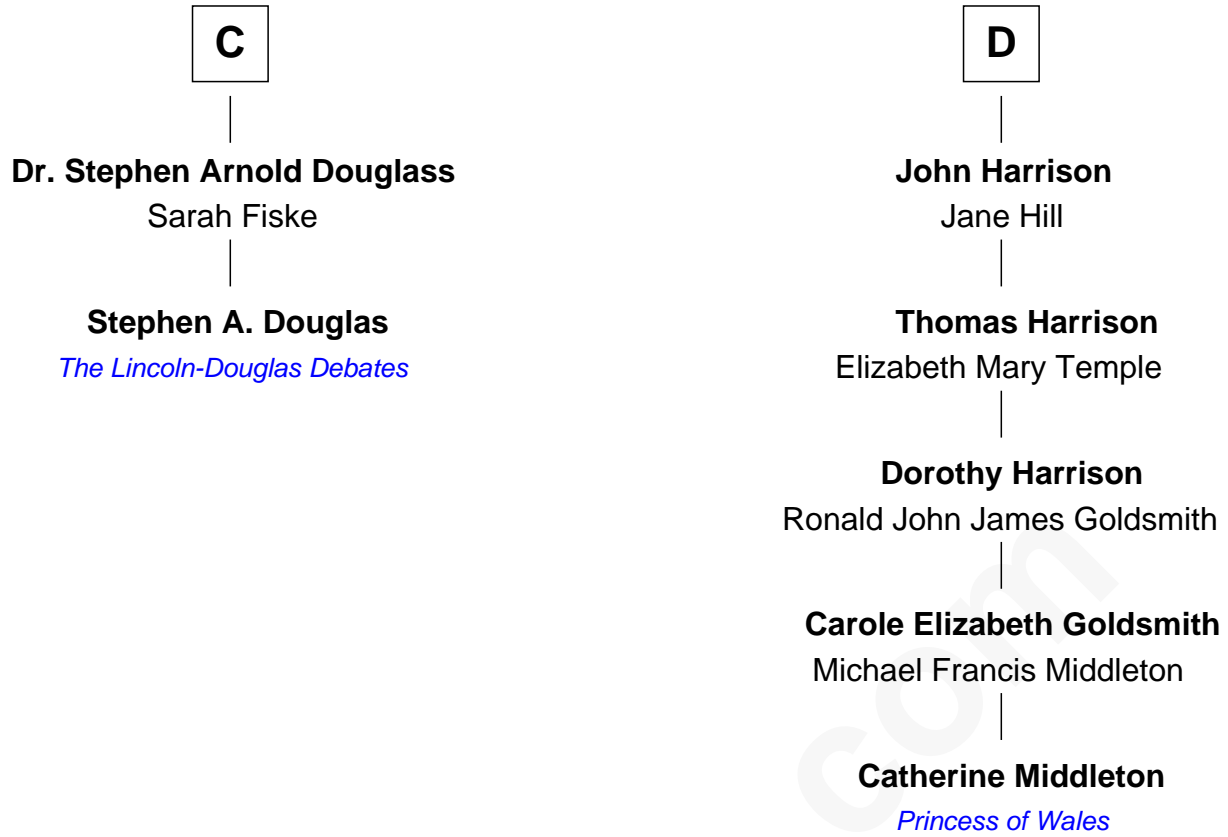 C
Dr. Stephen Arnold Douglass
Sarah Fiske
Stephen A. Douglas
The Lincoln-Douglas Debates
D
John Harrison
Jane Hill
Thomas Harrison
Elizabeth Mary Temple
Dorothy Harrison
Ronald John James Goldsmith
Carole Elizabeth Goldsmith
Michael Francis Middleton
Catherine Middleton
Princess of Wales
com